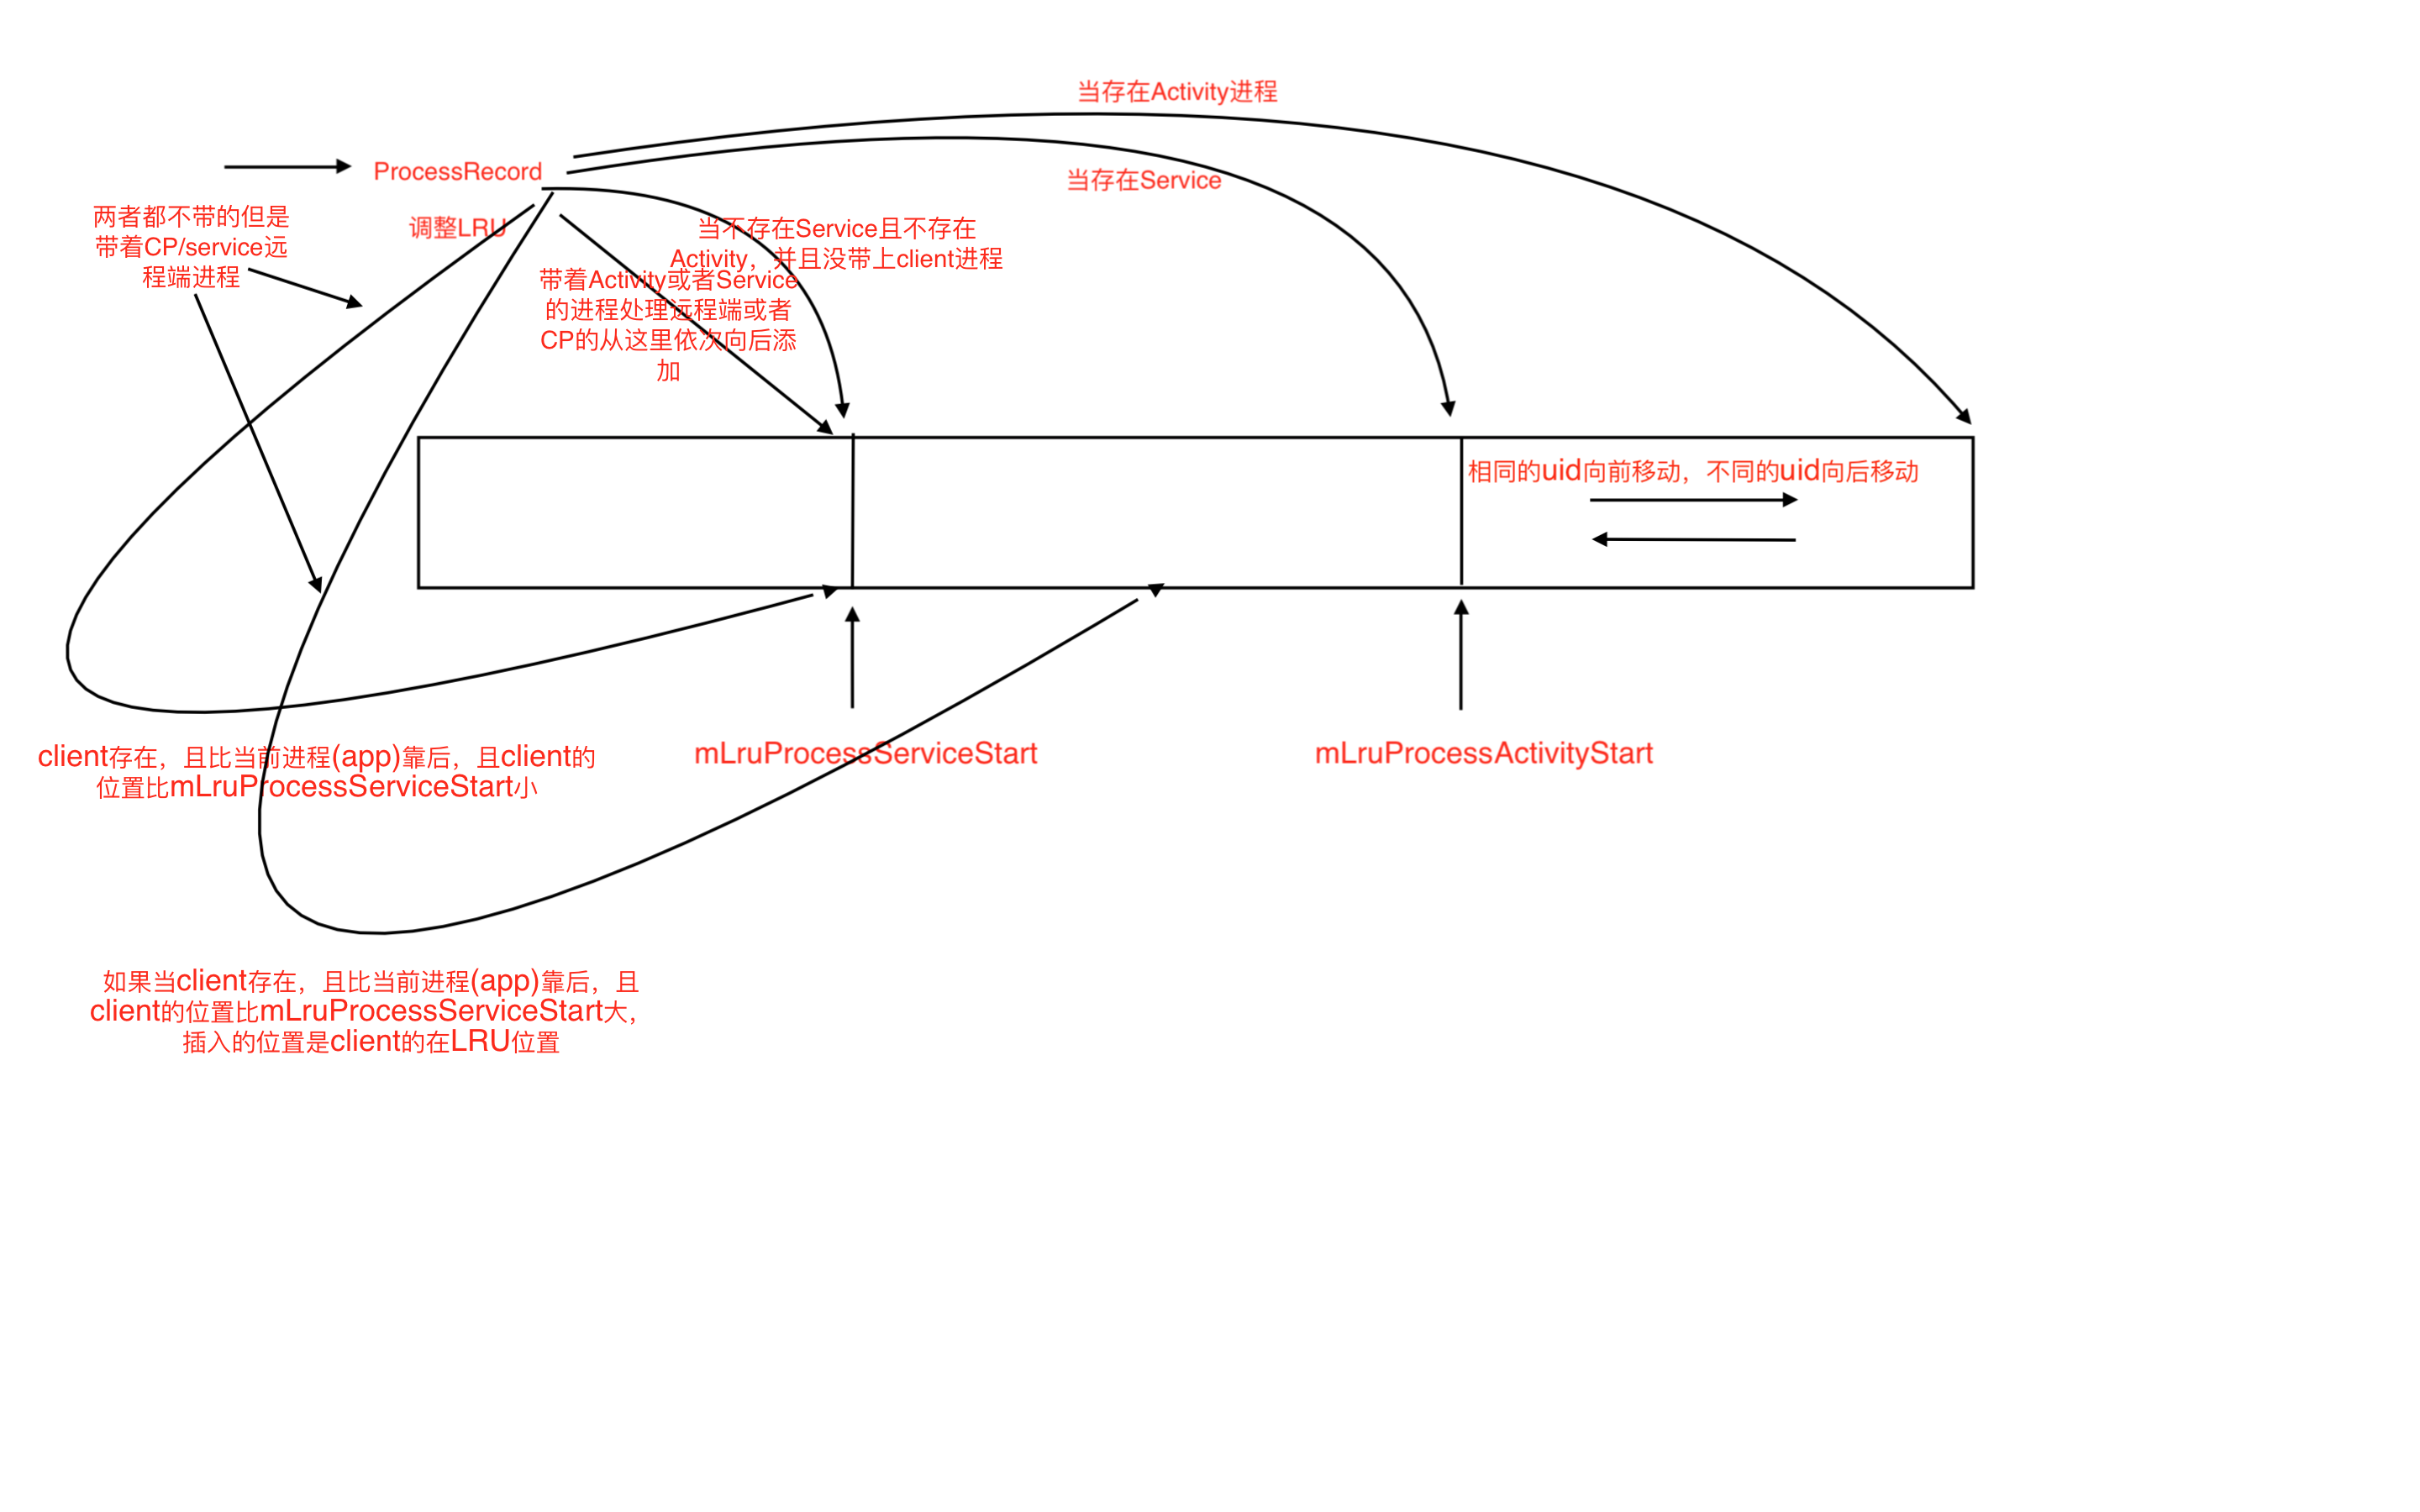 当存在Activity进程
ProcessRecord
当存在Service
两者都不带的但是
带着CP/service远
程端进程
调整LRU
当不存在Service且不存在
Activity，并且没带上client进程
带着Activity或者Service
的进程处理远程端或者
CP的从这里依次向后添
加
相同的uid向前移动，不同的uid向后移动
mLruProcessServiceStart
mLruProcessActivityStart
client存在，且比当前进程(app)靠后，且client的
位置比mLruProcessServiceStart小
如果当client存在，且比当前进程(app)靠后，且
client的位置比mLruProcessServiceStart大，
插入的位置是client的在LRU位置